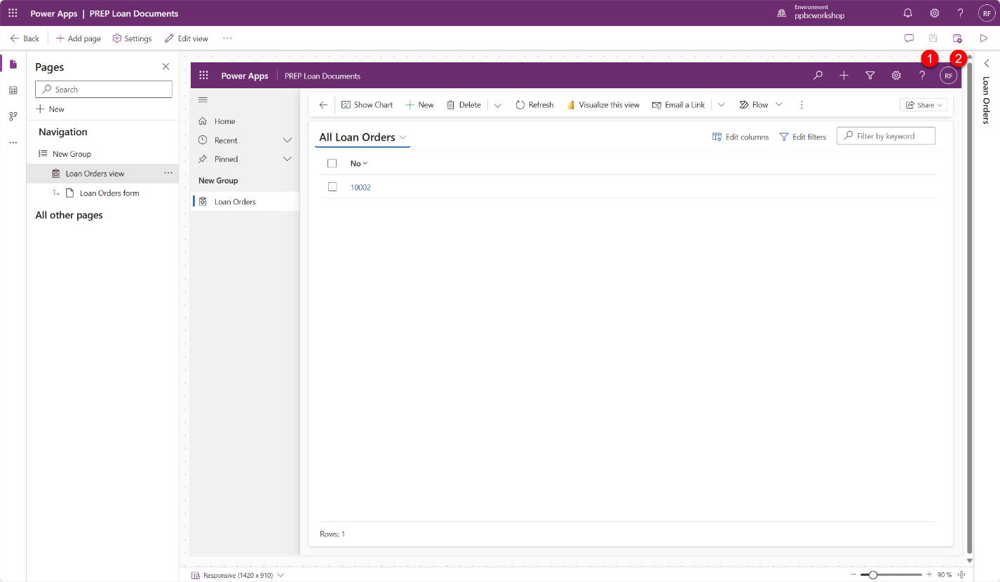 Power Apps | PREP Loan Documents
Environment
ppbcworkshop
RF
Back
Add page
Settings
Edit view
Pages
Search
New
Navigation
New Group
Loan Orders view
Loan Orders form
All other pages
1
2
Power Apps
PREP Loan Documents
RF
Home
Recent
Pinned
New Group
Loan Orders
Show Chart
New
Delete
Refresh
Visualize this view
Email a Link
Flow
Share
All Loan Orders
Edit columns
Edit filters
Filter by keyword
No
10002
Rows: 1
Loan Orders
Responsive (1420 x 910)
90 %